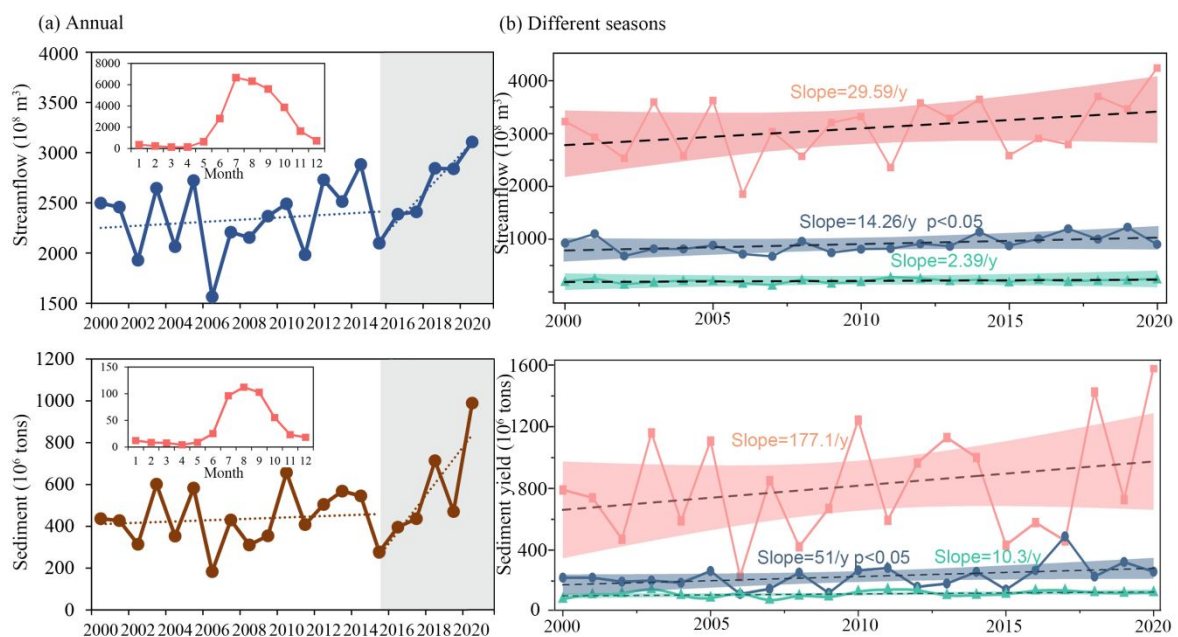 (a) Annual
(b) Different seasons
Streamflow (10⁸ m³)
4000
3500
3000
2500
2000
1500
8000
6000
4000
2000
0
1 2 3 4 5 6 7 8 9 10 11 12
Month
2000 2002 2004 2006 2008 2010 2012 2014 2016 2018 2020
Streamflow (10⁸ m³)
4000
3000
2000
1000
Slope=29.59/y
Slope=14.26/y p<0.05
Slope=2.39/y
2000 2005 2010 2015 2020
Sediment (10⁶ tons)
1200
1000
800
600
400
200
0
150
100
50
0
1 2 3 4 5 6 7 8 9 10 11 12
Month
2000 2002 2004 2006 2008 2010 2012 2014 2016 2018 2020
Sediment yield (10⁶ tons)
1600
1200
800
400
200
0
Slope=177.1/y
Slope=51/y p<0.05
Slope=10.3/y
2000 2005 2010 2015 2020